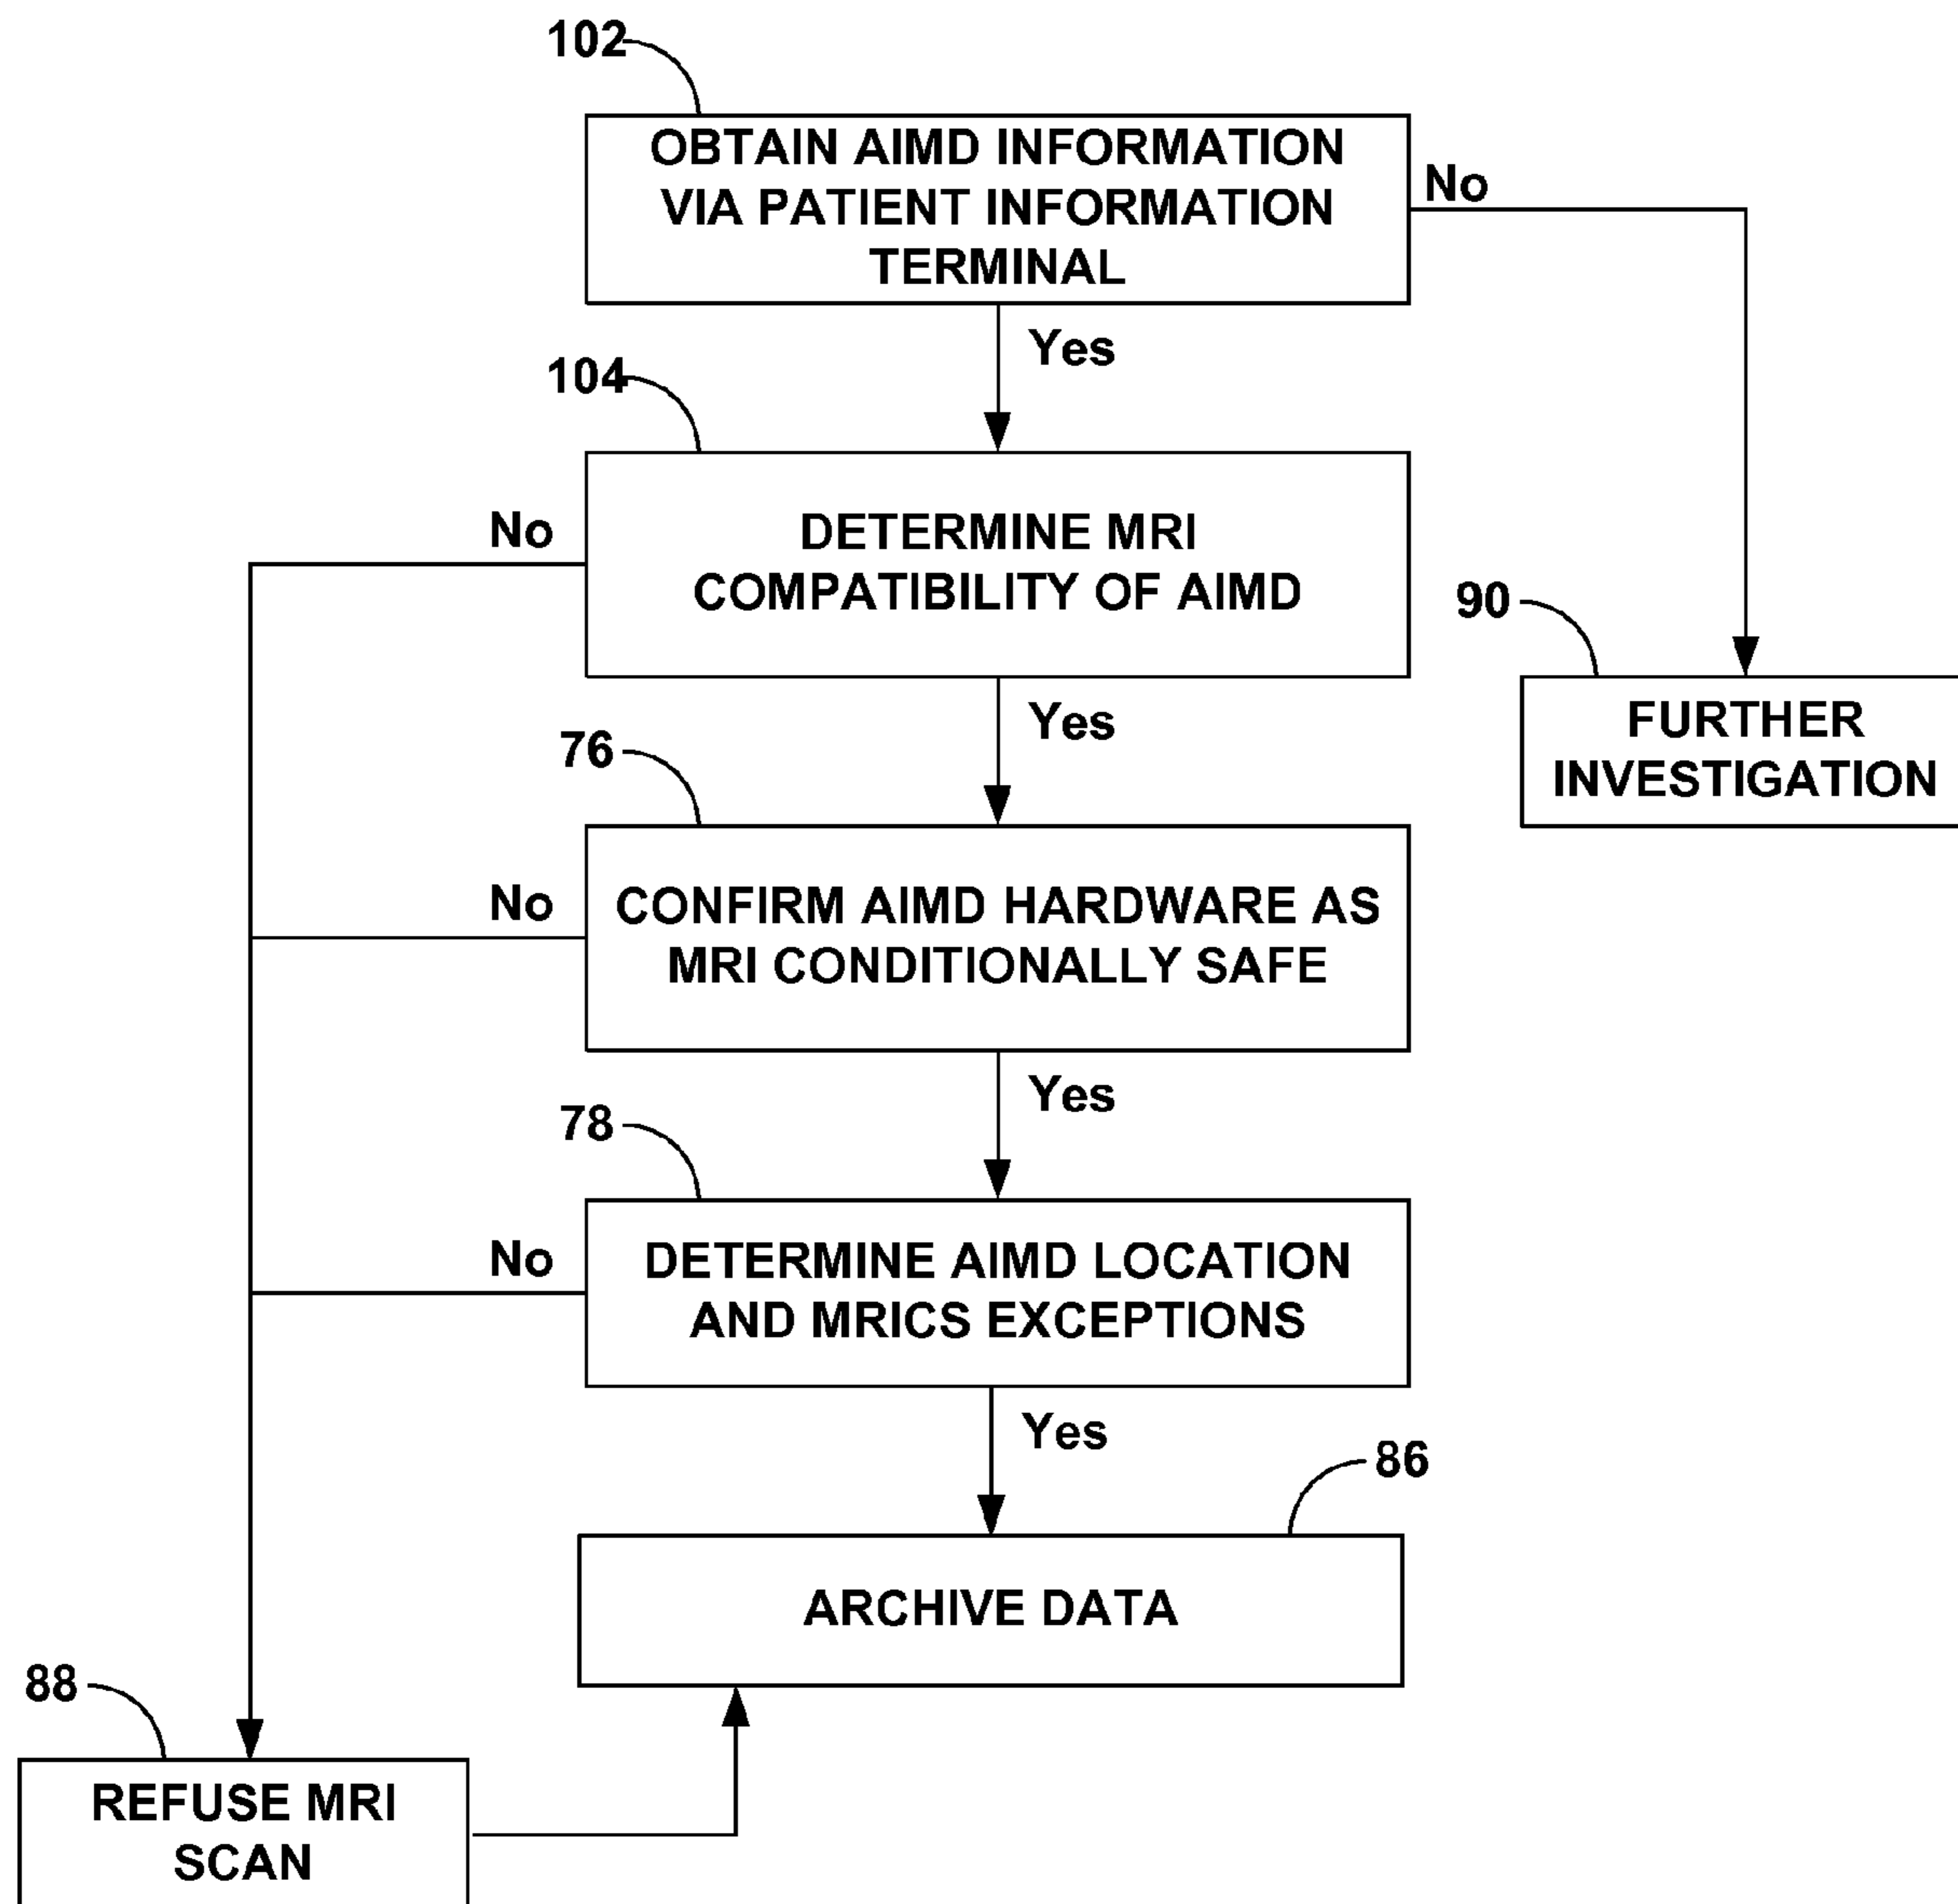 102
OBTAIN AIMD INFORMATION
VIA PATIENT INFORMATION
TERMINAL
No
Yes
104
DETERMINE MRI
COMPATIBILITY OF AIMD
No
90
FURTHER
INVESTIGATION
Yes
76
CONFIRM AIMD HARDWARE AS
MRI CONDITIONALLY SAFE
No
Yes
78
DETERMINE AIMD LOCATION
AND MRICS EXCEPTIONS
No
Yes
86
ARCHIVE DATA
88
REFUSE MRI
SCAN